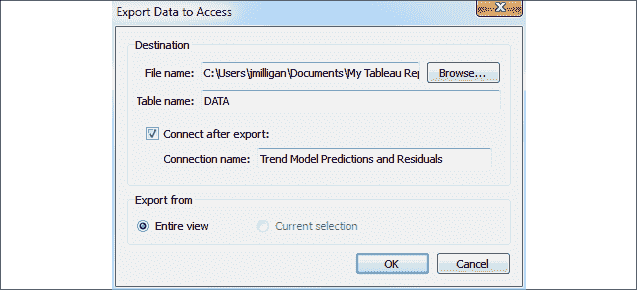 Export Data to Access
Destination
File name: C:\Users\jmilligan\Documents\My Tableau Rep Browse...
Table name: DATA
Connect after export:
Connection name: Trend Model Predictions and Residuals
Export from
Entire view Current selection
OK Cancel